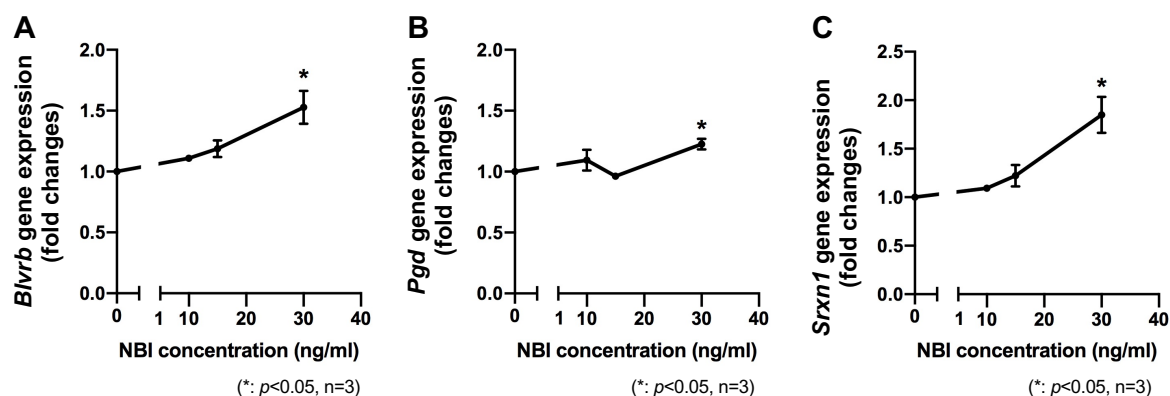 A
Blvrb gene expression
(fold changes)
2.0
1.5
1.0
0.5
0.0
*
0 1 10 20 30 40
NBI concentration (ng/ml)
(*: p<0.05, n=3)
B
Pgd gene expression
(fold changes)
2.0
1.5
1.0
0.5
0.0
*
0 1 10 20 30 40
NBI concentration (ng/ml)
(*: p<0.05, n=3)
C
Srxn1 gene expression
(fold changes)
2.5
2.0
1.5
1.0
0.5
0.0
*
0 1 10 20 30 40
NBI concentration (ng/ml)
(*: p<0.05, n=3)